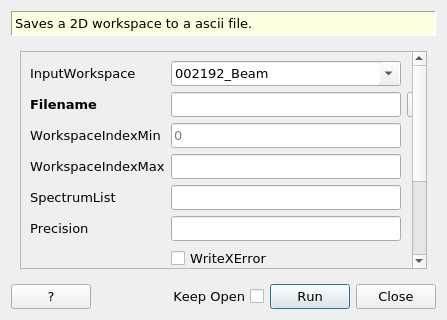 Saves a 2D workspace to a ascii file.
InputWorkspace 002192_Beam
Filename
WorkspaceIndexMin 0
WorkspaceIndexMax
SpectrumList
Precision
WriteXError
? Keep Open Run Close